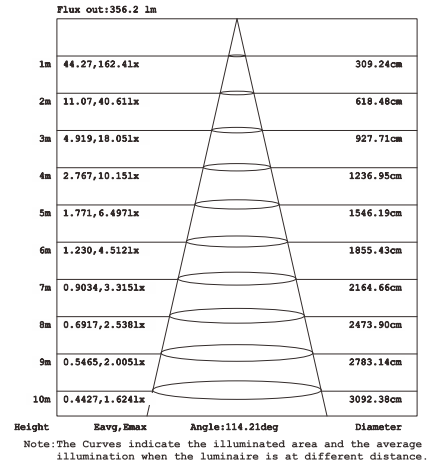 Flux out:356.2 lm
1m 44.27,162.4lx 309.24cm
2m 11.07,40.61lx 618.48cm
3m 4.919,18.05lx 927.71cm
4m 2.767,10.15lx 1236.95cm
5m 1.771,6.497lx 1546.19cm
6m 1.230,4.512lx 1855.43cm
7m 0.9034,3.315lx 2164.66cm
8m 0.6917,2.538lx 2473.90cm
9m 0.5465,2.005lx 2783.14cm
10m 0.4427,1.624lx 3092.38cm
Height Eavg,Emax Angle:114.21deg Diameter
Note:The Curves indicate the illuminated area and the average
illumination when the luminaire is at different distance.